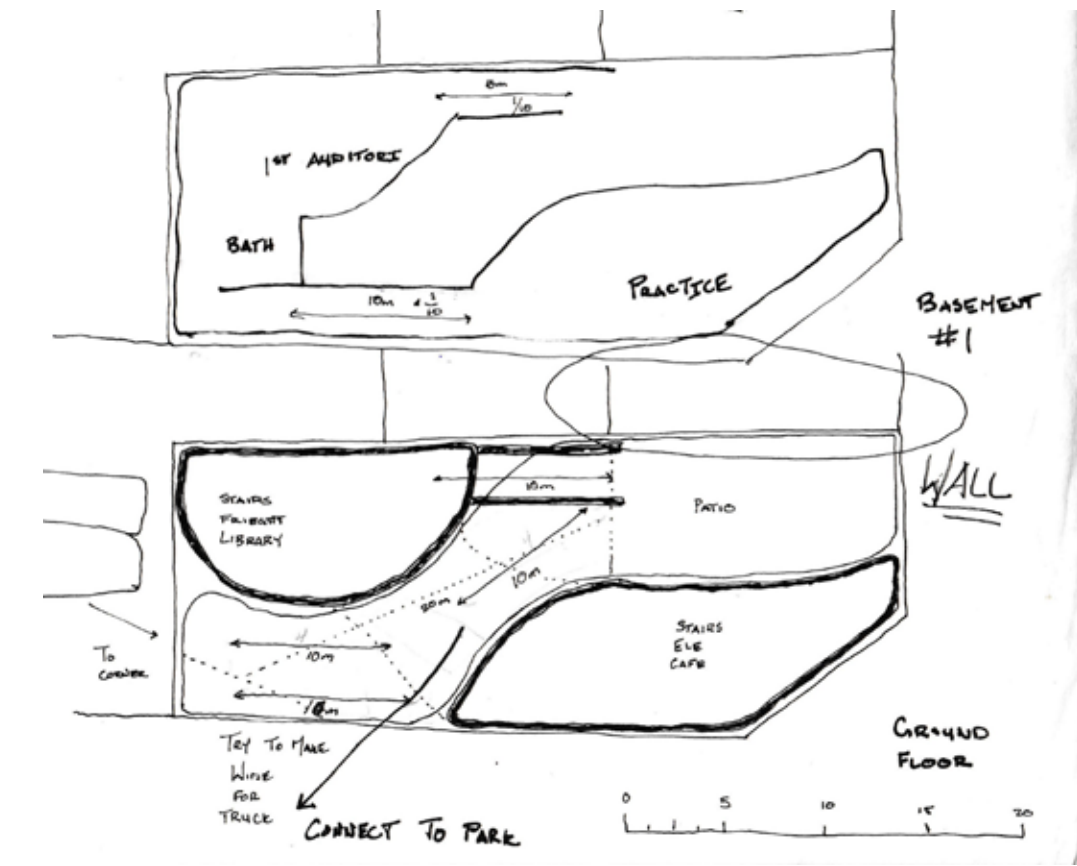 8m
1/10
1ST AUDITORI
BATH
10m
1/10
PRACTICE
BASEMENT
#1
WALL
STAIRS
LIBRARY
10m
PATIO
10m
20m
STAIRS
ELE
CAFE
10m
TO
CORNER
TRY TO MAKE
WIDE
FOR
TRUCK
CONNECT TO PARK
GROUND
FLOOR
0 5 10 15 20